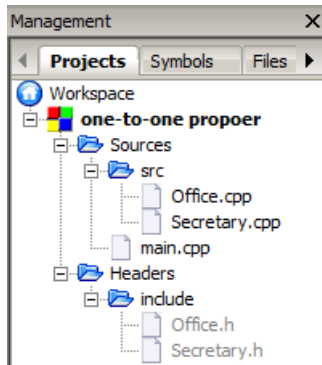 Management
Projects Symbols Files
Workspace
one-to-one propoer
Sources
src
Office.cpp
Secretary.cpp
main.cpp
Headers
include
Office.h
Secretary.h